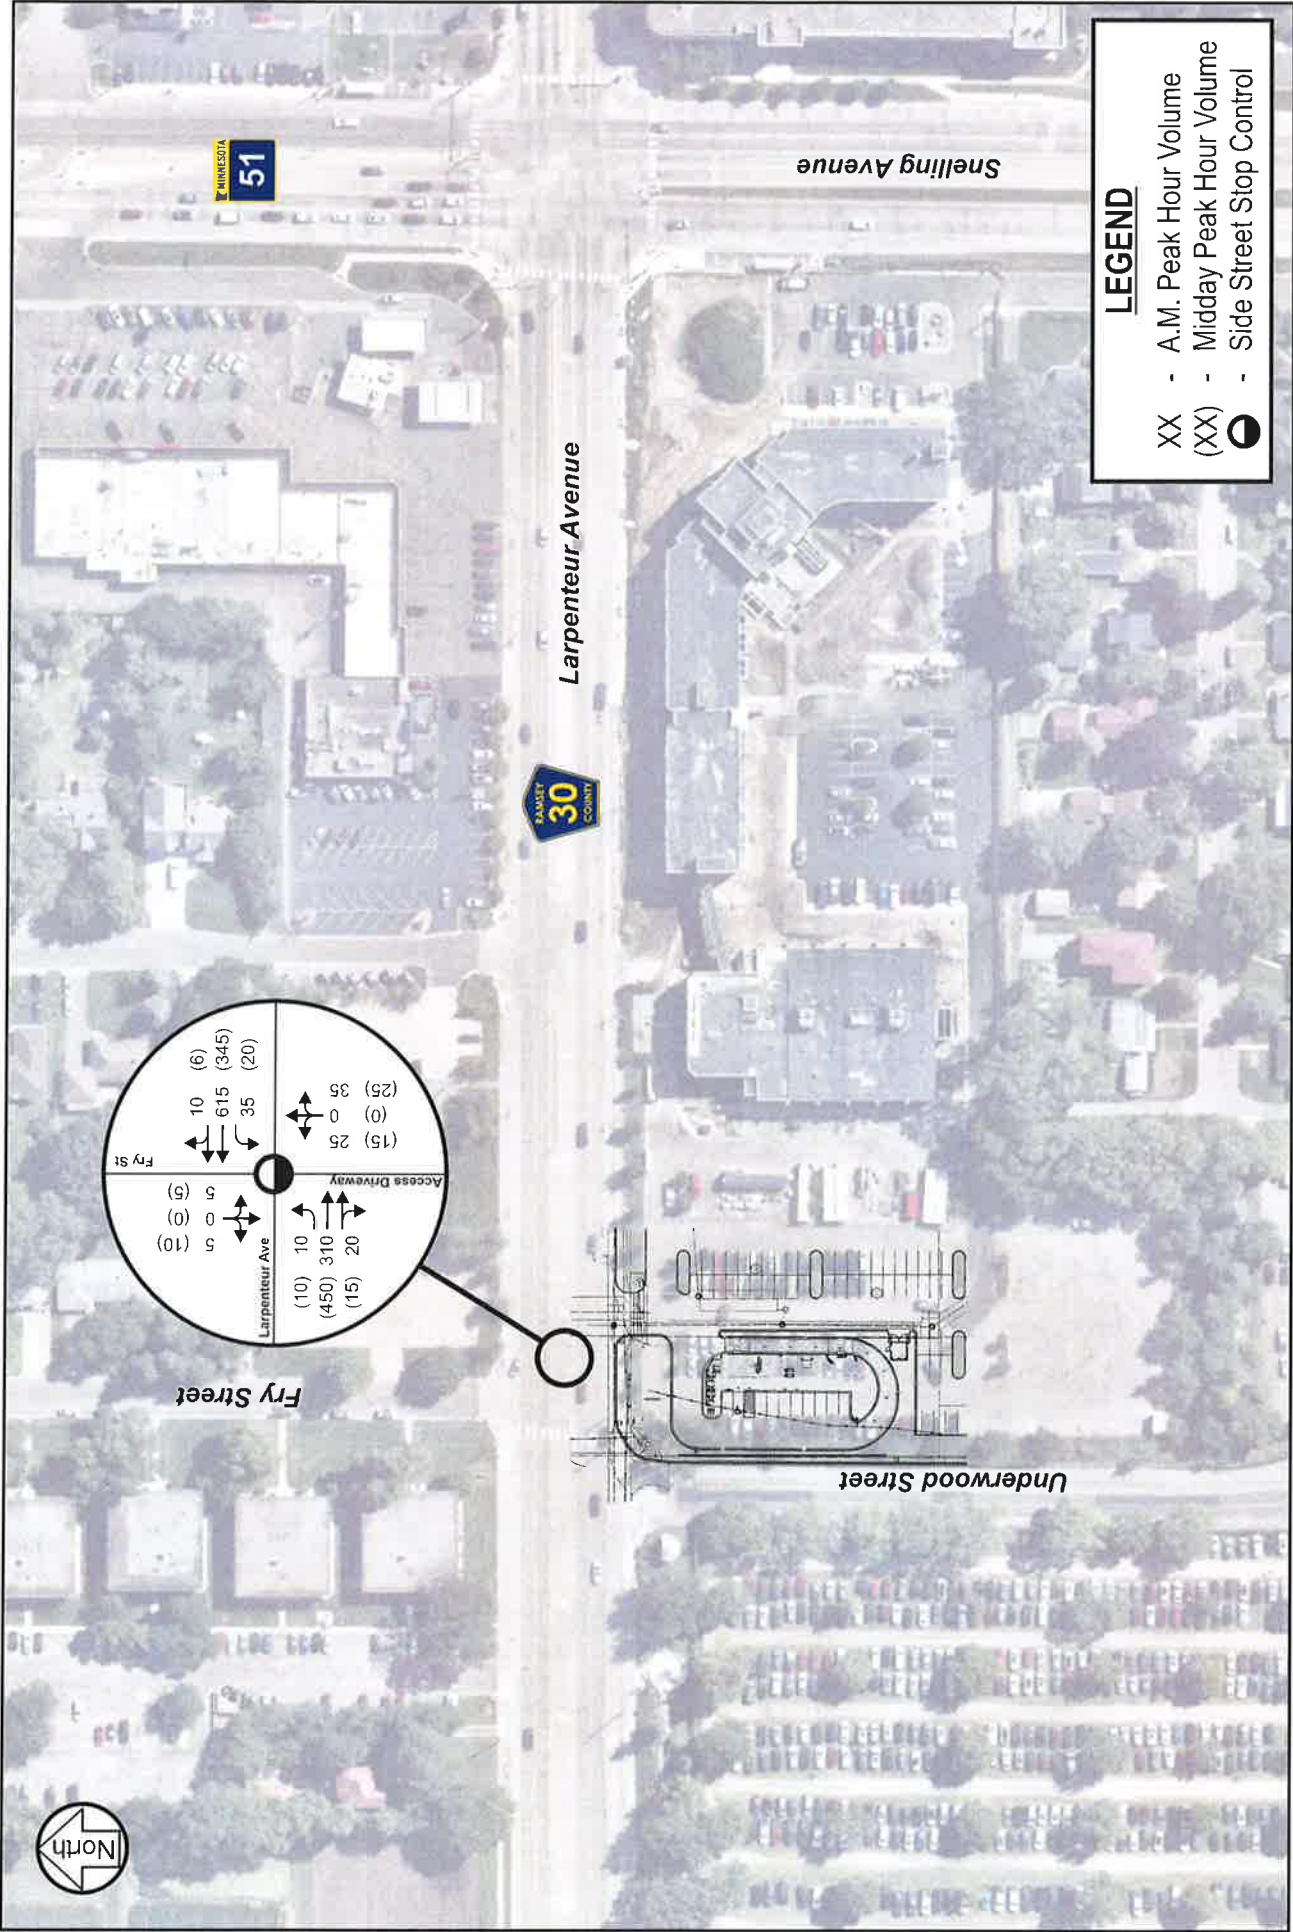 North
Fry Street
Underwood Street
Larpenteur Avenue
Snelling Avenue
RAMSEY
30
COUNTY
MINNESOTA
51
Fry St
Larpenteur Ave
Access Driveway
5 0 5
(10) (0) (5)
10 (6)
615 (345)
35 (20)
(10) 10
(450) 310
(15) 20
25 0 35
(15) (0) (25)
LEGEND
XX - A.M. Peak Hour Volume
(XX) - Midday Peak Hour Volume
- Side Street Stop Control